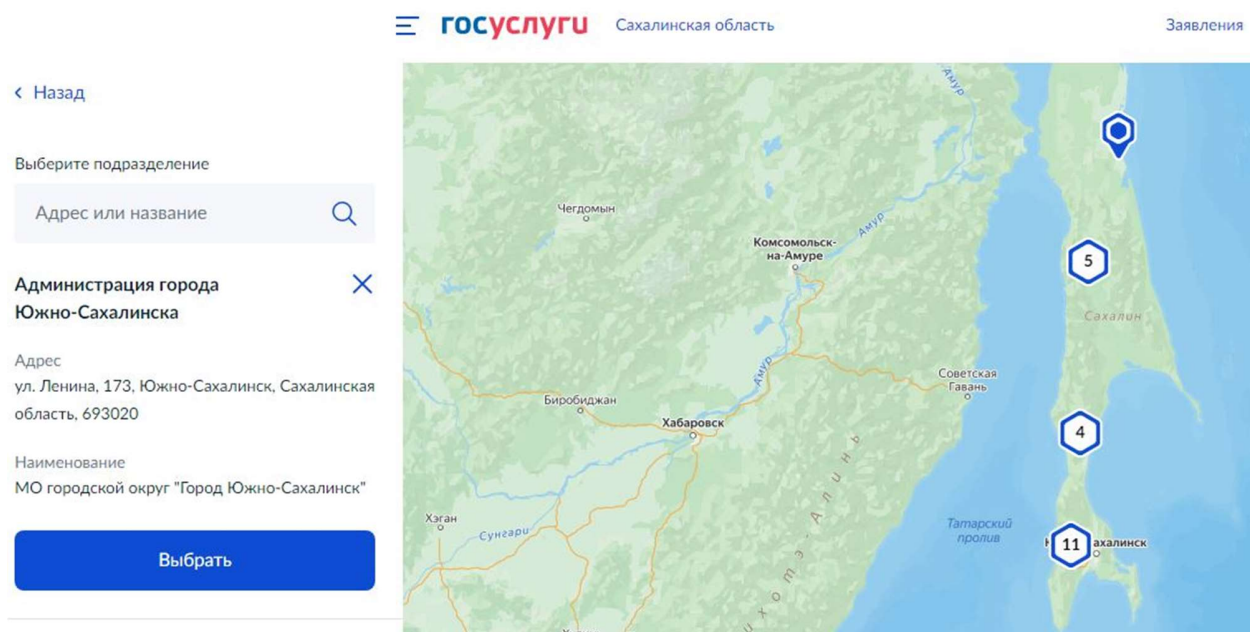 госуслуги Сахалинская область Заявления
Назад
Выберите подразделение
Адрес или название
Администрация города
Южно-Сахалинска
Адрес
ул. Ленина, 173, Южно-Сахалинск, Сахалинская
область, 693020
Наименование
МО городской округ "Город Южно-Сахалинск"
Выбрать
Амур
Чегдомын
Амур
Комсомольск-
на-Амуре
5
Сахалин
Амур
Советская
Гавань
Биробиджан
Хабаровск
4
Хэган
Сунгари
Татарский
пролив
11
ахалинск